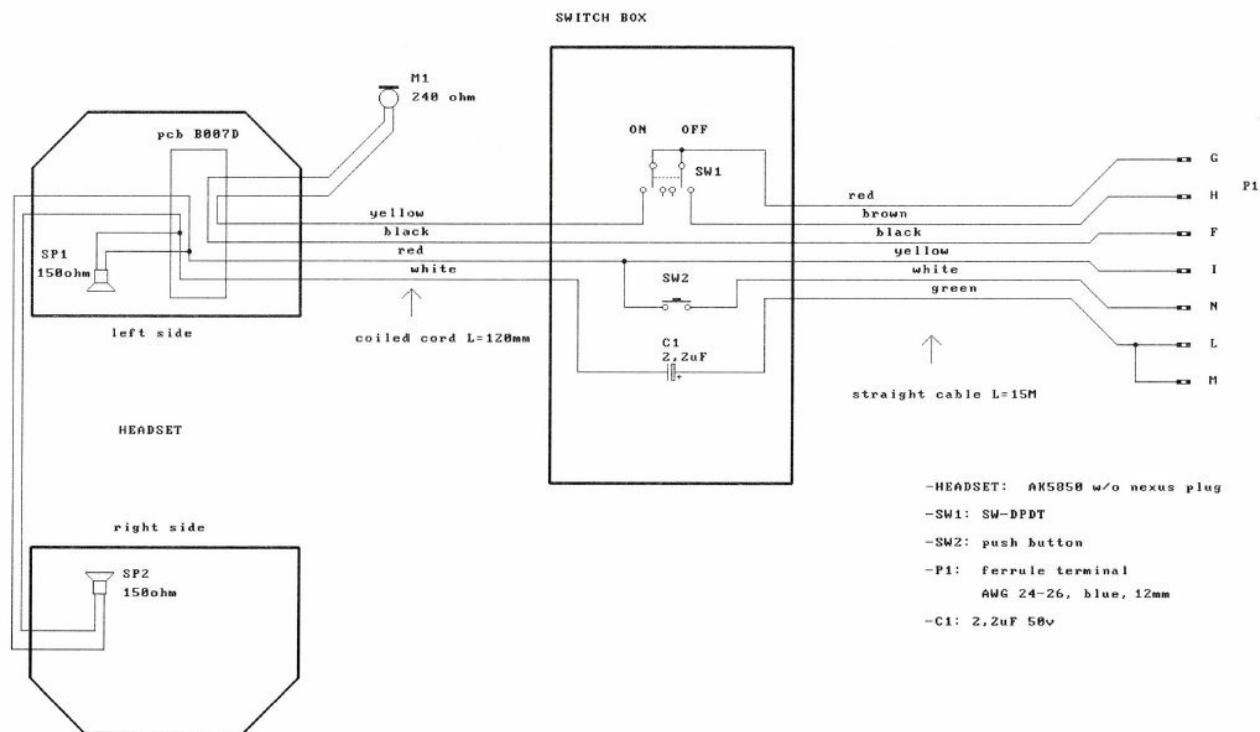 SWITCH BOX
M1
240 ohm
pcb B007D
ON OFF
SW1
G
H
P1
F
I
N
L
M
red
brown
black
yellow
white
green
yellow
black
red
white
SP1
150ohm
SW2
C1
2,2uF
+
left side
coiled cord L=120mm
straight cable L=15M
HEADSET
right side
SP2
150ohm
-HEADSET: AK5850 w/o nexus plug
-SW1: SW-DPDT
-SW2: push button
-P1: ferrule terminal
AWG 24-26, blue, 12mm
-C1: 2,2uF 50v